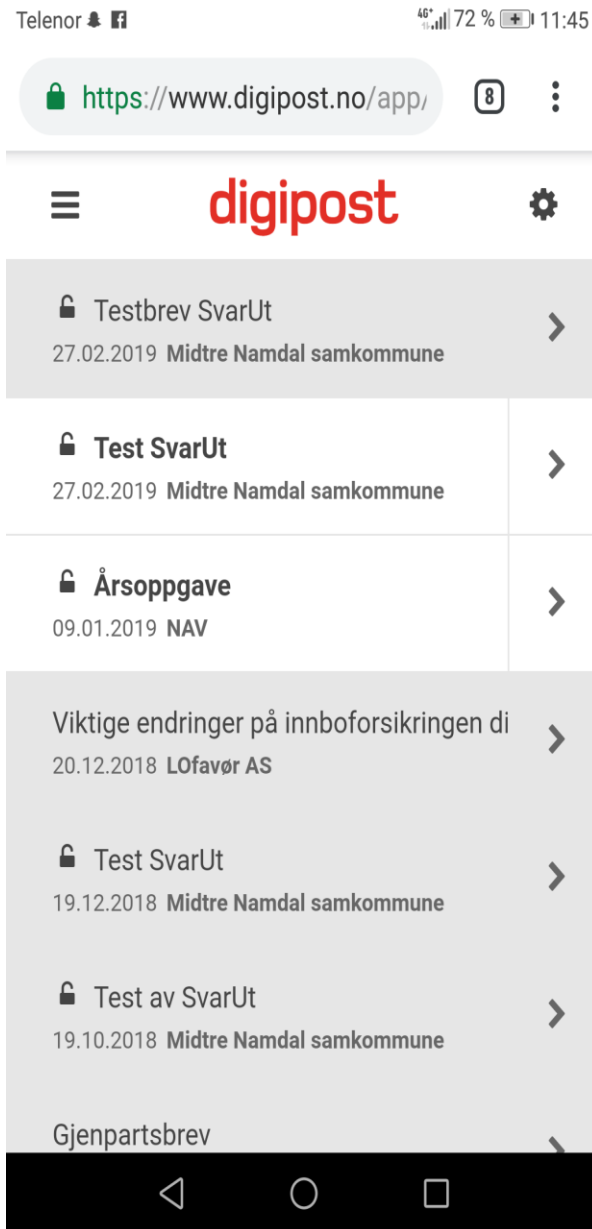 Telenor 4G+ 72 % 11:45
https://www.digipost.no/app/ 8
digipost
Testbrev SvarUt
27.02.2019 Midtre Namdal samkommune
Test SvarUt
27.02.2019 Midtre Namdal samkommune
Årsoppgave
09.01.2019 NAV
Viktige endringer på innboforsikringen di
20.12.2018 LOfavør AS
Test SvarUt
19.12.2018 Midtre Namdal samkommune
Test av SvarUt
19.10.2018 Midtre Namdal samkommune
Gjenpartsbrev